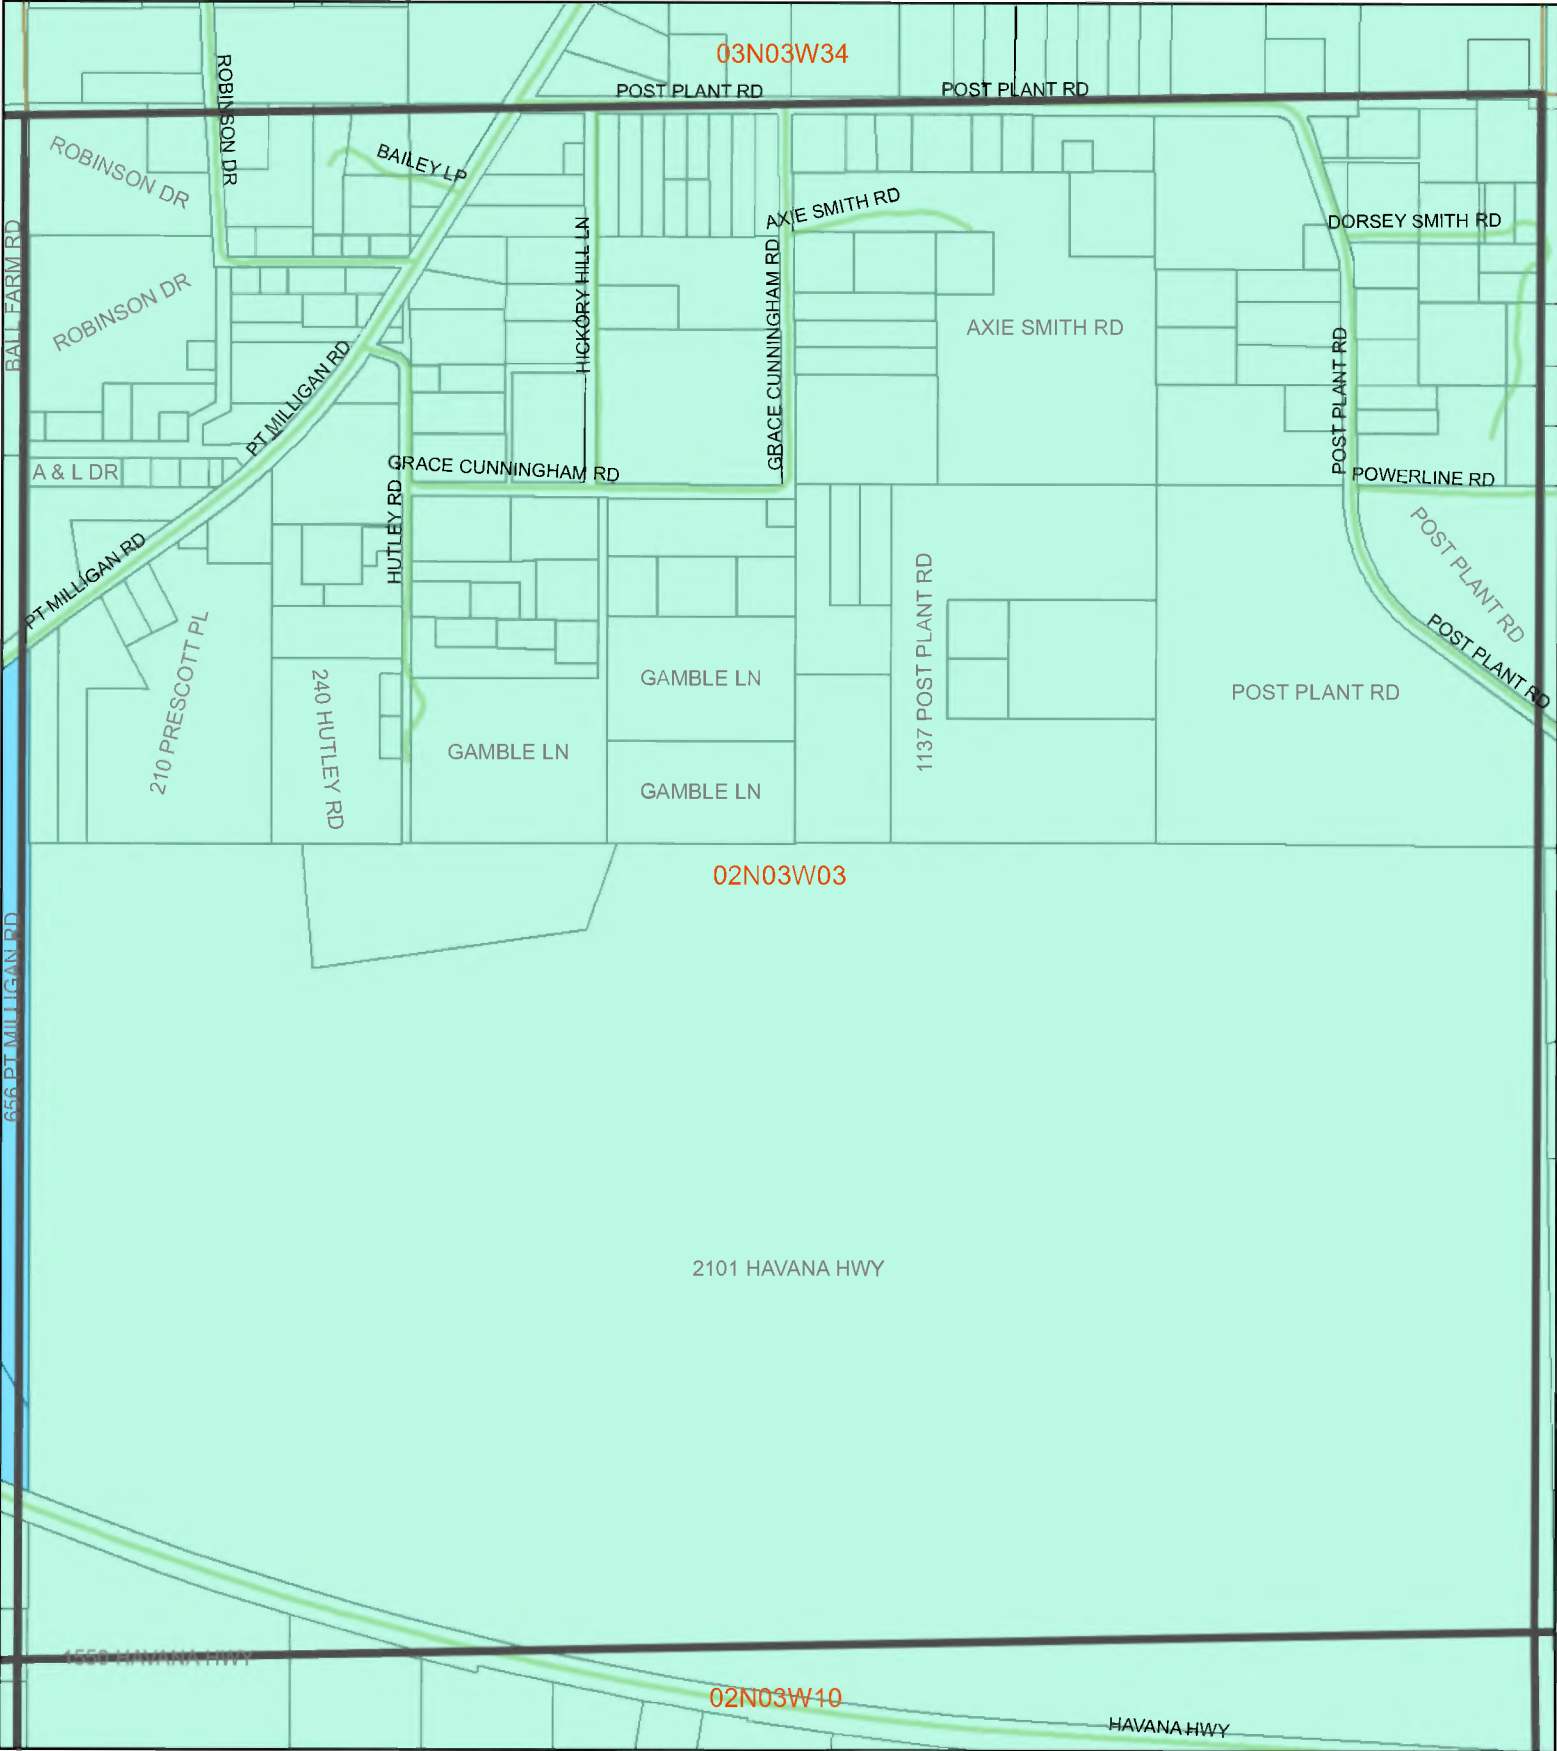 03N03W34
POST PLANT RD
POST PLANT RD
ROBINSON DR
ROBINSON DR
BAILEY LP
AXIE SMITH RD
DORSEY SMITH RD
BALL FARM RD
ROBINSON DR
HICKORY HILL LN
GRACE CUNNINGHAM RD
AXIE SMITH RD
POST PLANT RD
PT MILLIGAN RD
A & L DR
GRACE CUNNINGHAM RD
POWERLINE RD
HUTLEY RD
POST PLANT RD
PT MILLIGAN RD
210 PRESCOTT PL
240 HUTLEY RD
GAMBLE LN
1137 POST PLANT RD
POST PLANT RD
POST PLANT RD
GAMBLE LN
GAMBLE LN
02N03W03
656 PT MILLIGAN RD
2101 HAVANA HWY
1550 HAVANA HWY
02N03W10
HAVANA HWY